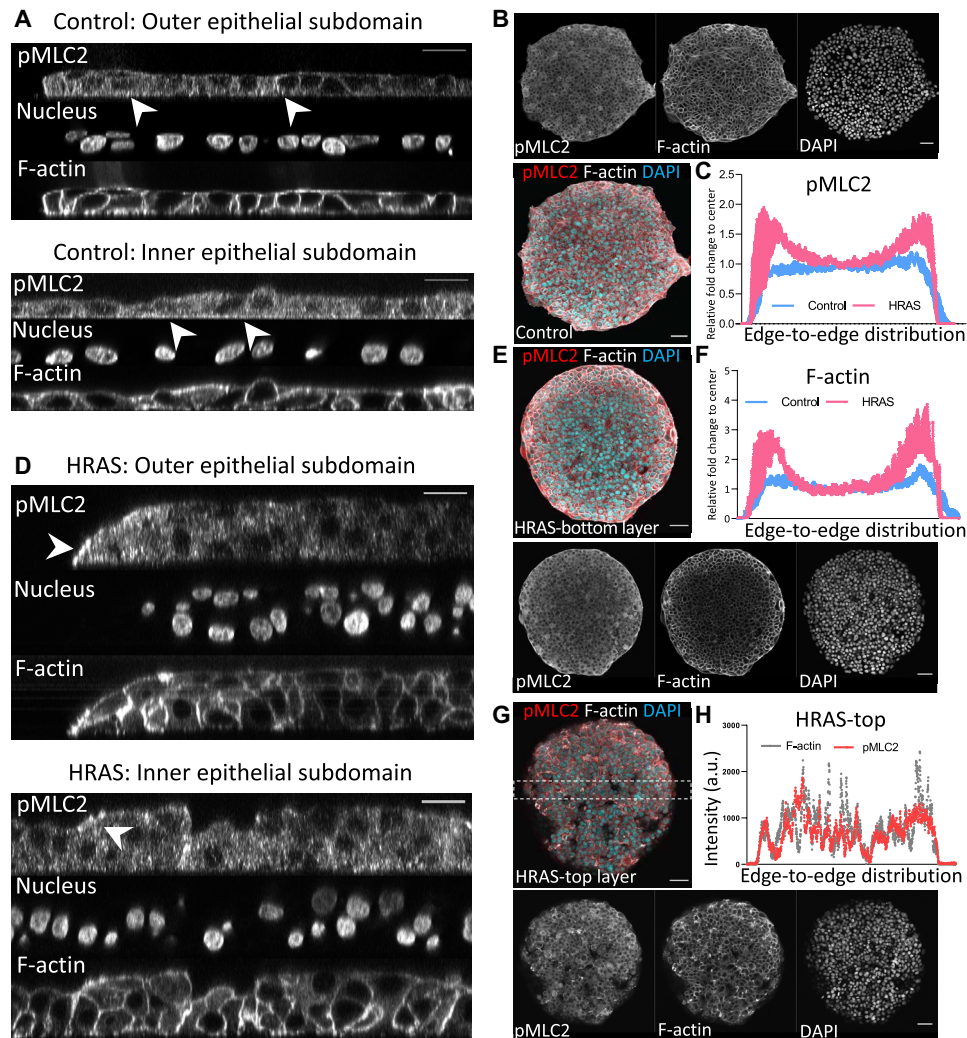 A
Control: Outer epithelial subdomain
pMLC2
Nucleus
F-actin
Control: Inner epithelial subdomain
pMLC2
Nucleus
F-actin
D
HRAS: Outer epithelial subdomain
pMLC2
Nucleus
F-actin
HRAS: Inner epithelial subdomain
pMLC2
Nucleus
F-actin
B
pMLC2 F-actin DAPI
pMLC2 F-actin DAPI
Control
C
pMLC2
Relative fold change to center
2.5
2.0
1.5
1.0
0.5
0.0
Control HRAS
Edge-to-edge distribution
E
pMLC2 F-actin DAPI
HRAS-bottom layer
F
F-actin
Relative fold change to center
5
4
3
2
1
0
Control HRAS
Edge-to-edge distribution
pMLC2 F-actin DAPI
G
pMLC2 F-actin DAPI
HRAS-top layer
H
HRAS-top
F-actin pMLC2
Intensity (a.u.)
3000
2000
1000
0
Edge-to-edge distribution
pMLC2 F-actin DAPI